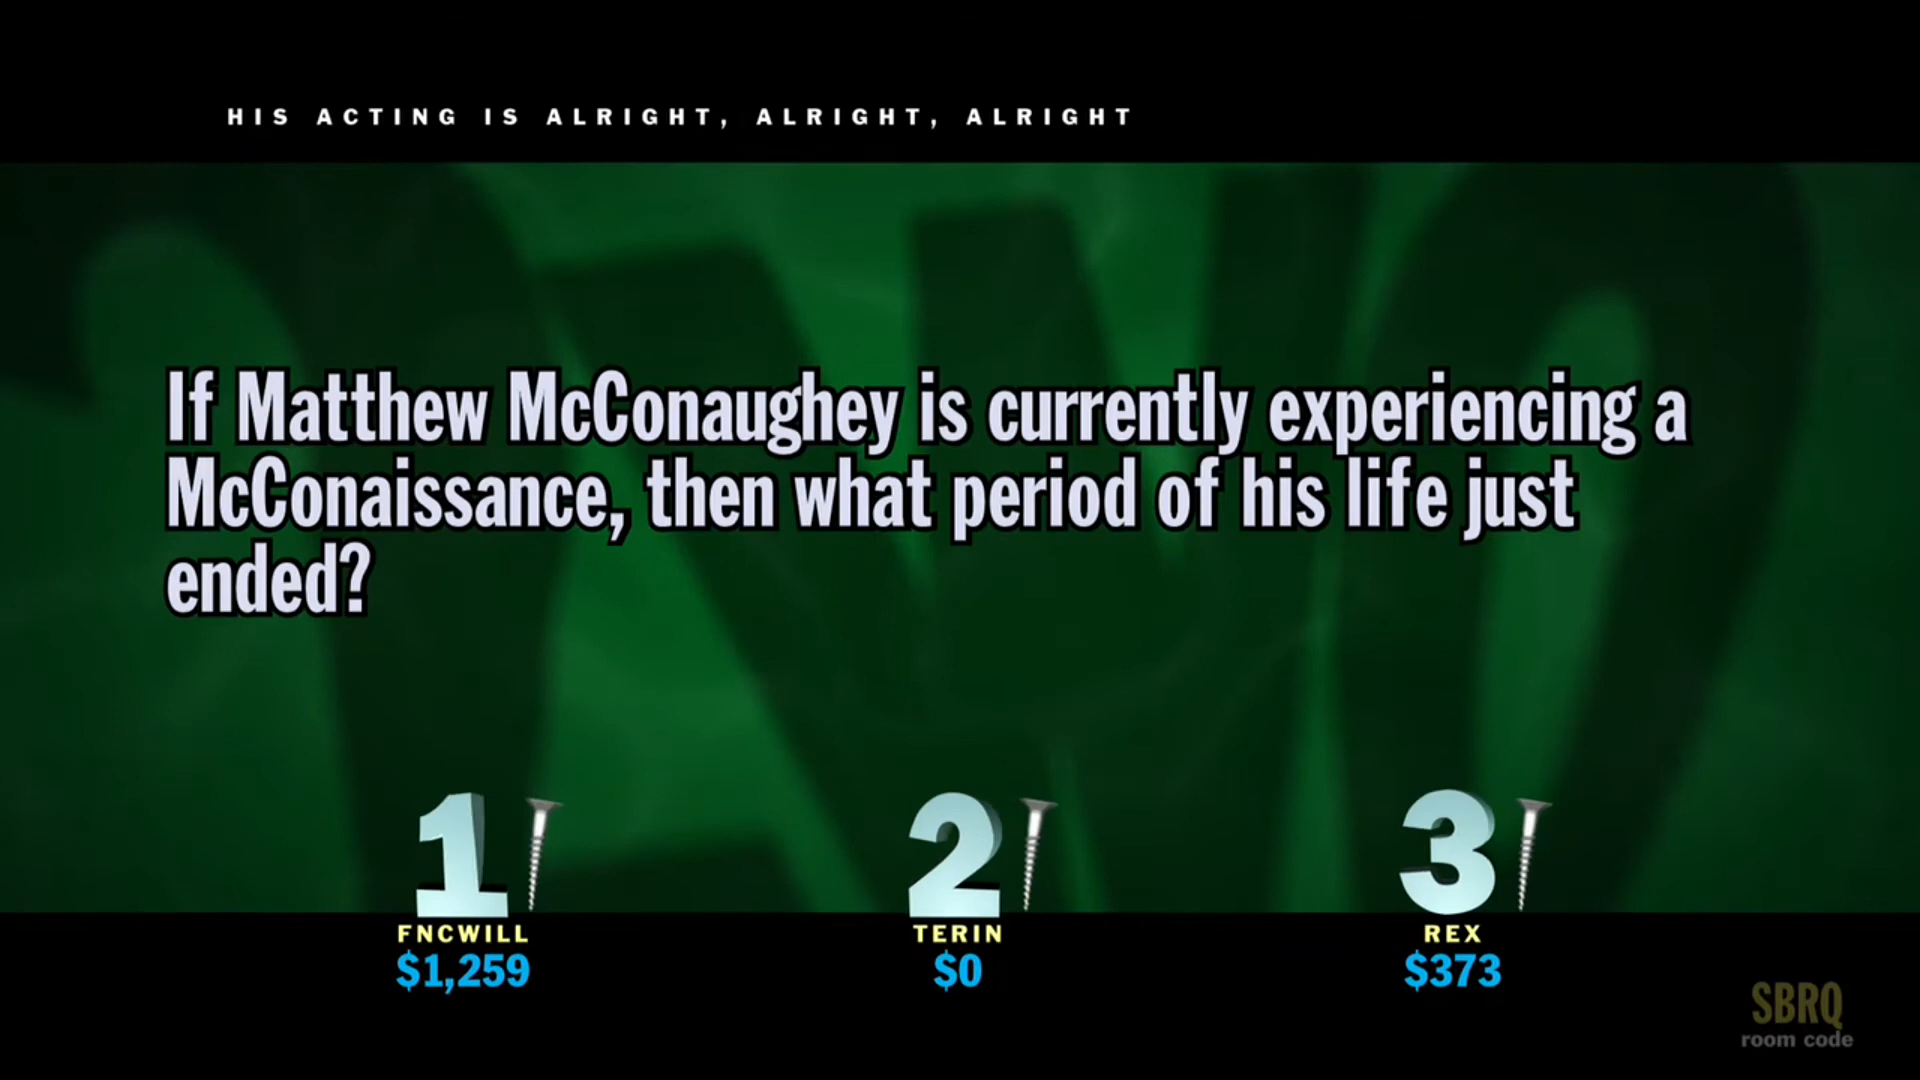 HIS ACTING IS ALRIGHT, ALRIGHT, ALRIGHT
If Matthew McConaughey is currently experiencing a
McConaissance, then what period of his life just
ended?
1 2 3
FNCWILL TERIN REX
$1,259 $0 $373
SBRQ
room code